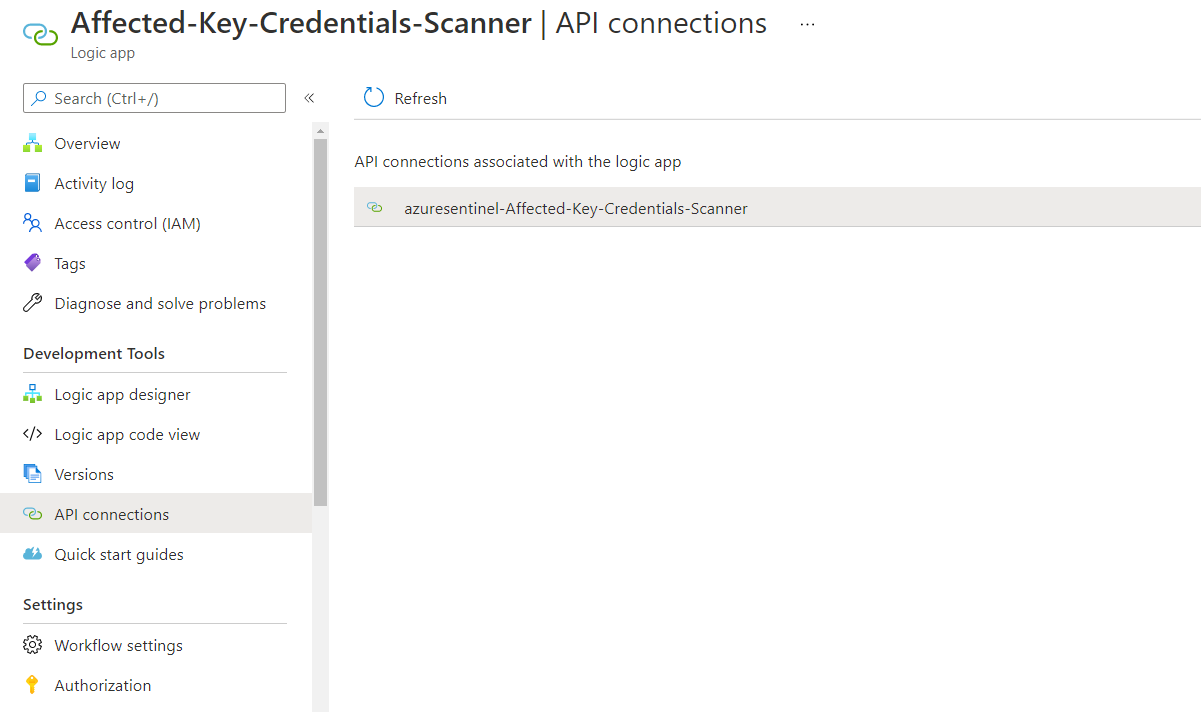 Affected-Key-Credentials-Scanner | API connections ...
Logic app
Search (Ctrl+/)
«
Refresh
Overview
Activity log
Access control (IAM)
Tags
Diagnose and solve problems
Development Tools
Logic app designer
Logic app code view
Versions
API connections
Quick start guides
Settings
Workflow settings
Authorization
API connections associated with the logic app
azuresentinel-Affected-Key-Credentials-Scanner